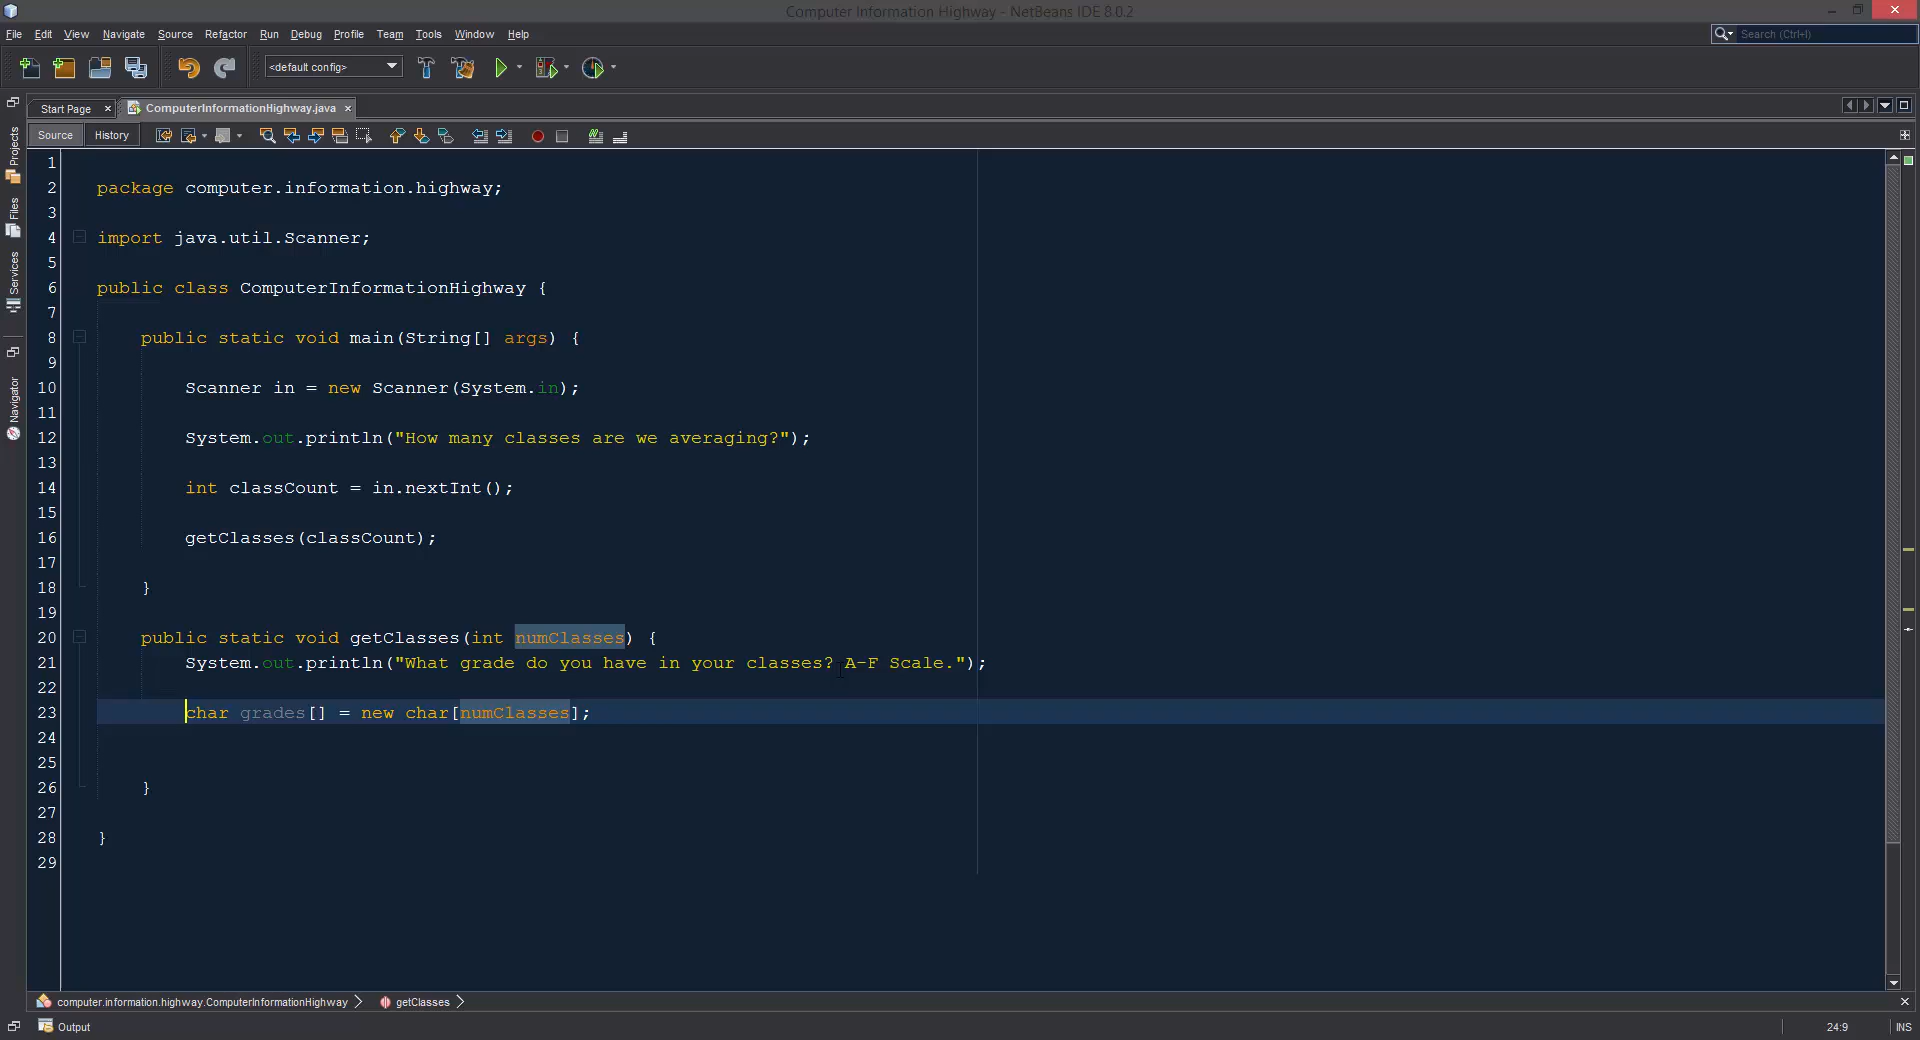 Computer Information Highway - NetBeans IDE 8.0.2
File Edit View Navigate Source Refactor Run Debug Profile Team Tools Window Help
Search (Ctrl+I)
<default config>
Start Page ComputerInformationHighway.java
Source History
Projects
Files
Services
Navigator
1
2 package computer.information.highway;
3
4 import java.util.Scanner;
5
6 public class ComputerInformationHighway {
7
8 public static void main(String[] args) {
9
10 Scanner in = new Scanner(System.in);
11
12 System.out.println("How many classes are we averaging?");
13
14 int classCount = in.nextInt();
15
16 getClasses(classCount);
17
18 }
19
20 public static void getClasses(int numClasses) {
21 System.out.println("What grade do you have in your classes? A-F Scale.");
22
23 char grades[] = new char[numClasses];
24
25
26 }
27
28 }
29
computer.information.highway.ComputerInformationHighway getClasses
Output 24:9 INS